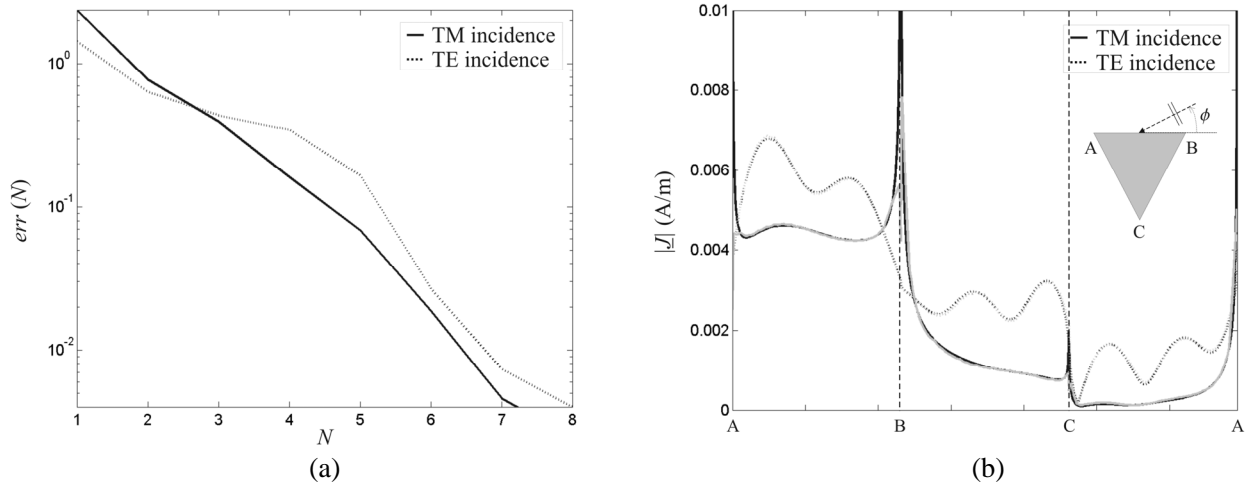 TM incidence
TE incidence
10^0
10^-1
10^-2
err (N)
1 2 3 4 5 6 7 8
N
(a)
0.01
0.008
0.006
0.004
0.002
0
|J| (A/m)
TM incidence
TE incidence
ϕ
A B
C
A B C A
(b)